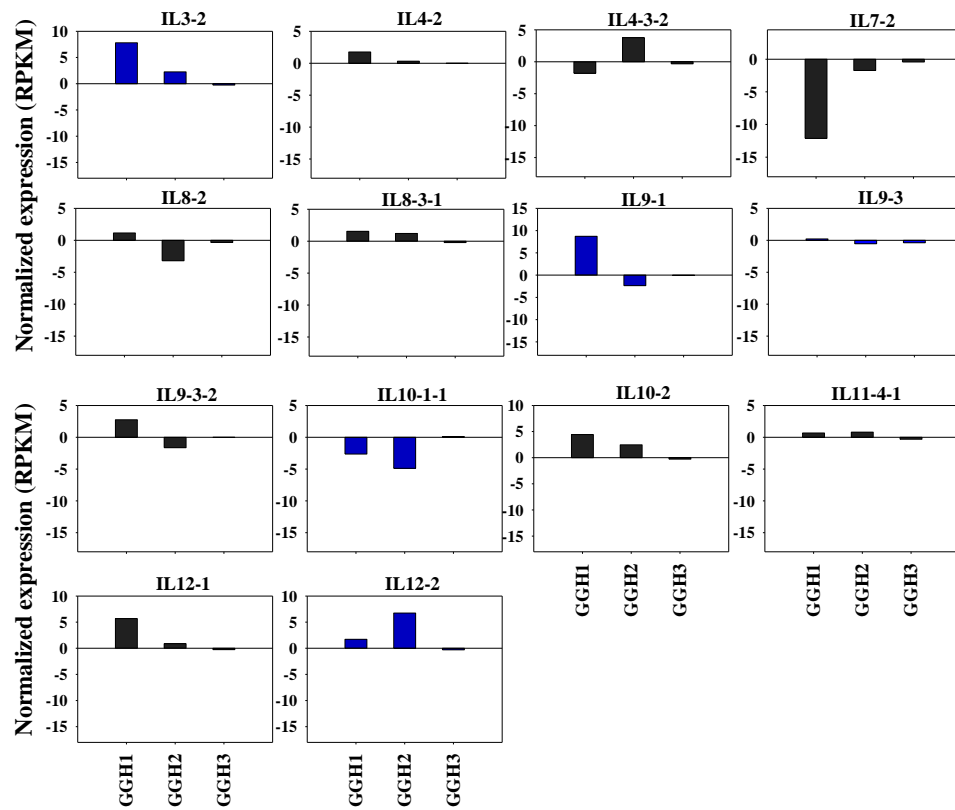 IL3-2 IL4-2 IL4-3-2 IL7-2
10 5 5 0 -5 -10 -15
5 0 -5 -10 -15
5 0 -5 -10 -15
0 -5 -10 -15
Normalized expression (RPKM)
IL8-2 IL8-3-1 IL9-1 IL9-3
5 0 -5 -10 -15
5 0 -5 -10 -15
15 10 5 0 -5 -10 -15
5 0 -5 -10 -15
IL9-3-2 IL10-1-1 IL10-2 IL11-4-1
5 0 -5 -10 -15
5 0 -5 -10 -15
10 5 0 -5 -10 -15
5 0 -5 -10 -15
Normalized expression (RPKM)
GGH1 GGH2 GGH3
GGH1 GGH2 GGH3
IL12-1 IL12-2
10 5 0 -5 10 -15
10 5 0 -5 10 -15
GGH1 GGH2 GGH3
GGH1 GGH2 GGH3